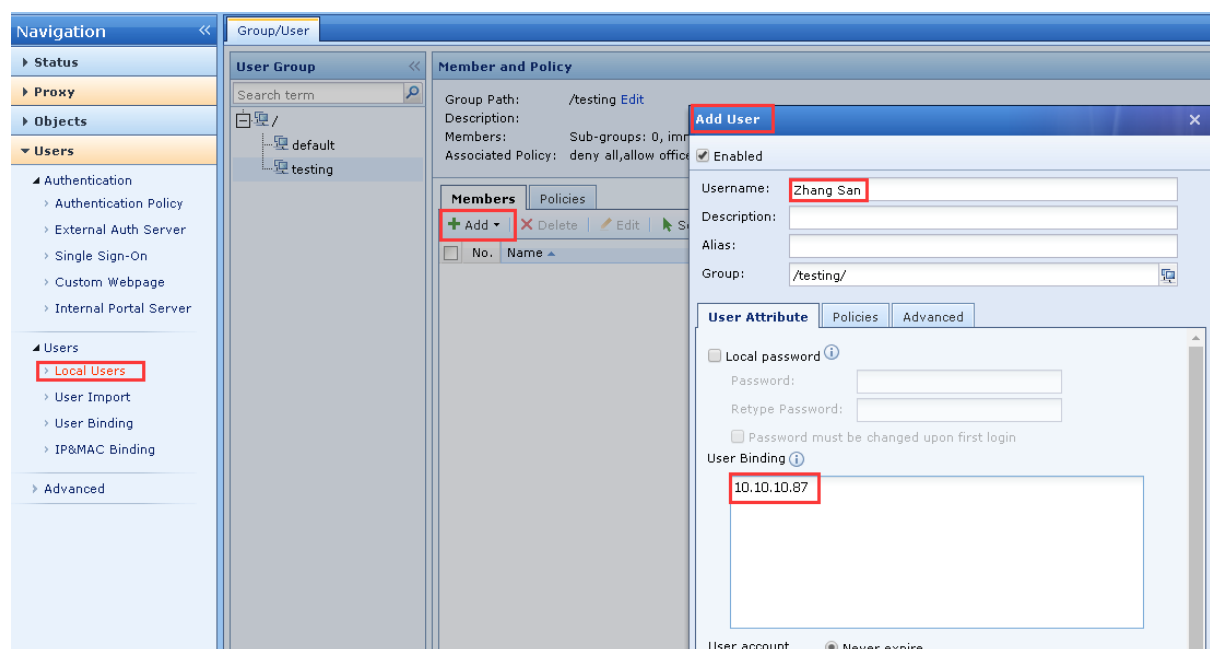 Navigation
Status
Proxy
Objects
Users
Authentication
Authentication Policy
External Auth Server
Single Sign-On
Custom Webpage
Internal Portal Server
Users
Local Users
User Import
User Binding
IP&MAC Binding
Advanced
Group/User
User Group
Search term
/
default
testing
Member and Policy
Group Path: /testing Edit
Description:
Members: Sub-groups: 0,
Associated Policy: deny all,allow
Members Policies
Add Delete Edit
No. Name
Add User
Enabled
Username: Zhang San
Description:
Alias:
Group: /testing/
User Attribute Policies Advanced
Local password
Password:
Retype Password:
Password must be changed upon first login
User Binding
10.10.10.87
User account Never expire